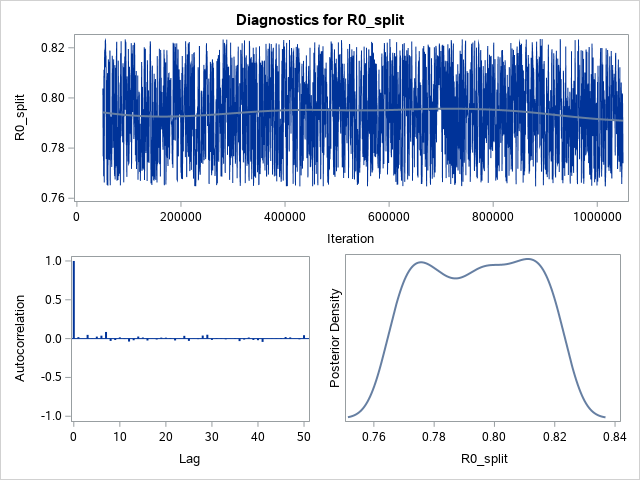 Diagnostics for R0_split
R0_split
0.82
0.80
0.78
0.76
0 200000 400000 600000 800000 1000000
Iteration
Autocorrelation
1.0
0.5
0.0
-0.5
-1.0
0 10 20 30 40 50
Lag
Posterior Density
0.76 0.78 0.80 0.82 0.84
R0_split